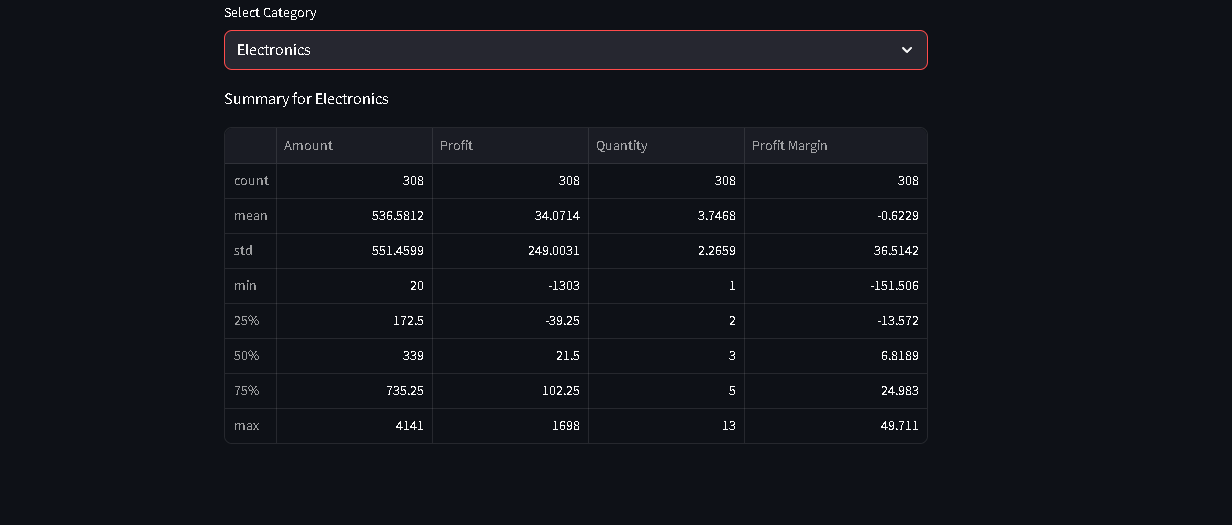 Select Category
Electronics
Summary for Electronics
Amount Profit Quantity Profit Margin
count 308 308 308 308
mean 536.5812 34.0714 3.7468 -0.6229
std 551.4599 249.0031 2.2659 36.5142
min 20 -1303 1 -151.506
25% 172.5 -39.25 2 -13.572
50% 339 21.5 3 6.8189
75% 735.25 102.25 5 24.983
max 4141 1698 13 49.711